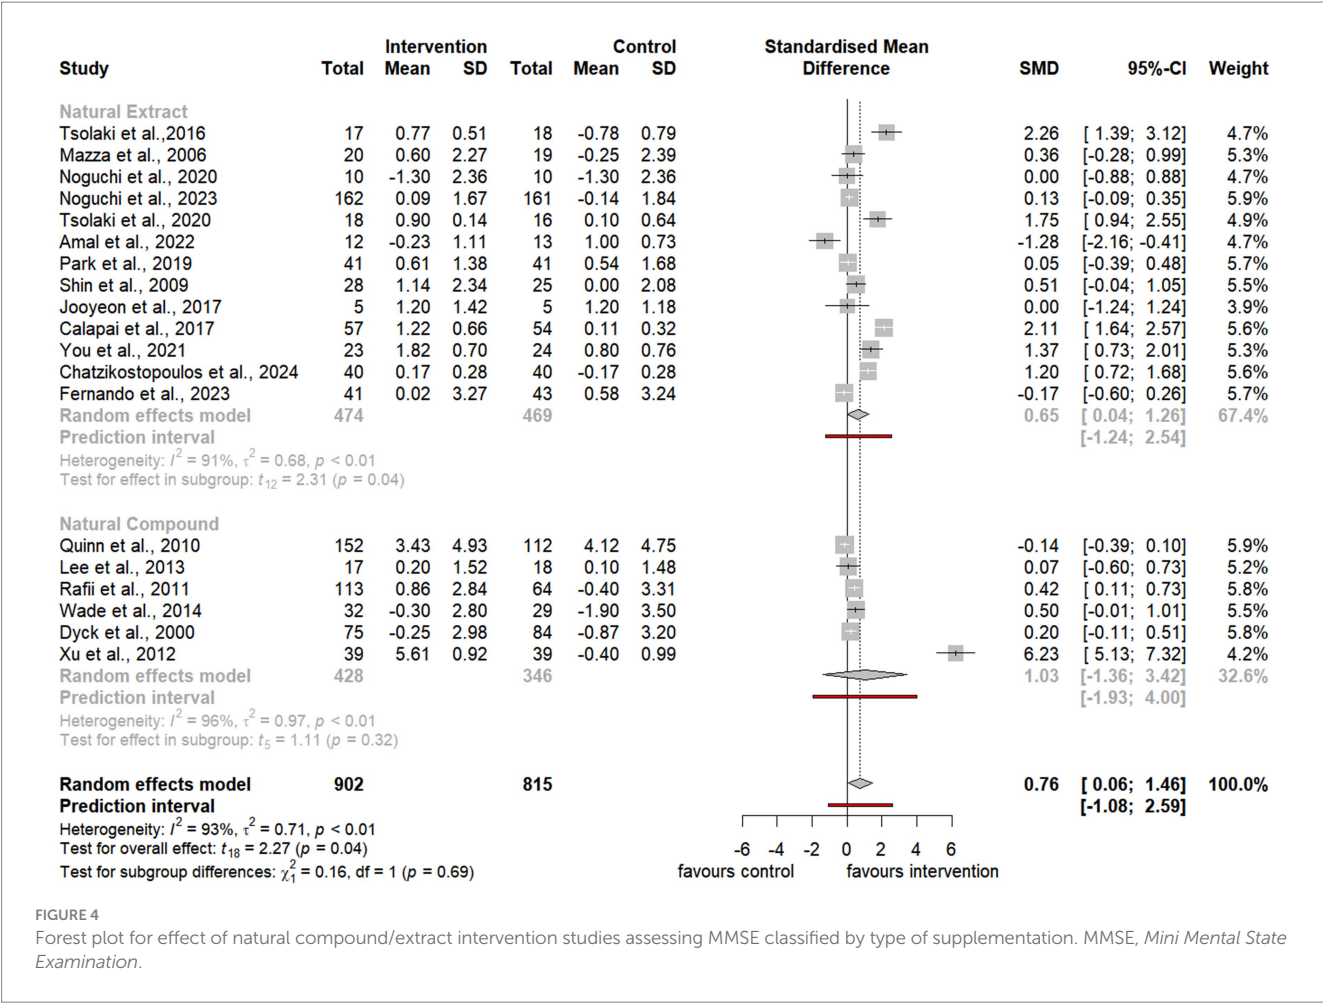 Intervention Control Standardised Mean
Study Total Mean SD Total Mean SD Difference SMD 95%-CI Weight
Natural Extract
Tsolaki et al.,2016 17 0.77 0.51 18 -0.78 0.79 2.26 [ 1.39; 3.12] 4.7%
Mazza et al., 2006 20 0.60 2.27 19 -0.25 2.39 0.36 [-0.28; 0.99] 5.3%
Noguchi et al., 2020 10 -1.30 2.36 10 -1.30 2.36 0.00 [-0.88; 0.88] 4.7%
Noguchi et al., 2023 162 0.09 1.67 161 -0.14 1.84 0.13 [-0.09; 0.35] 5.9%
Tsolaki et al., 2020 18 0.90 0.14 16 0.10 0.64 1.75 [ 0.94; 2.55] 4.9%
Amal et al., 2022 12 -0.23 1.11 13 1.00 0.73 -1.28 [-2.16; -0.41] 4.7%
Park et al., 2019 41 0.61 1.38 41 0.54 1.68 0.05 [-0.39; 0.48] 5.7%
Shin et al., 2009 28 1.14 2.34 25 0.00 2.08 0.51 [-0.04; 1.05] 5.5%
Jooyeon et al., 2017 5 1.20 1.42 5 1.20 1.18 0.00 [-1.24; 1.24] 3.9%
Calapai et al., 2017 57 1.22 0.66 54 0.11 0.32 2.11 [ 1.64; 2.57] 5.6%
You et al., 2021 23 1.82 0.70 24 0.80 0.76 1.37 [ 0.73; 2.01] 5.3%
Chatzikostopoulos et al., 2024 40 0.17 0.28 40 -0.17 0.28 1.20 [ 0.72; 1.68] 5.6%
Fernando et al., 2023 41 0.02 3.27 43 0.58 3.24 -0.17 [-0.60; 0.26] 5.7%
Random effects model 474 469 0.65 [ 0.04; 1.26] 67.4%
Prediction interval [-1.24; 2.54]
Heterogeneity: I² = 91%, τ² = 0.68, p < 0.01
Test for effect in subgroup: t₁₂ = 2.31 (p = 0.04)
Natural Compound
Quinn et al., 2010 152 3.43 4.93 112 4.12 4.75 -0.14 [-0.39; 0.10] 5.9%
Lee et al., 2013 17 0.20 1.52 18 0.10 1.48 0.07 [-0.60; 0.73] 5.2%
Rafii et al., 2011 113 0.86 2.84 64 -0.40 3.31 0.42 [ 0.11; 0.73] 5.8%
Wade et al., 2014 32 -0.30 2.80 29 -1.90 3.50 0.50 [-0.01; 1.01] 5.5%
Dyck et al., 2000 75 -0.25 2.98 84 -0.87 3.20 0.20 [-0.11; 0.51] 5.8%
Xu et al., 2012 39 5.61 0.92 39 -0.40 0.99 6.23 [ 5.13; 7.32] 4.2%
Random effects model 428 346 1.03 [-1.36; 3.42] 32.6%
Prediction interval [-1.93; 4.00]
Heterogeneity: I² = 96%, τ² = 0.97, p < 0.01
Test for effect in subgroup: t₅ = 1.11 (p = 0.32)
Random effects model 902 815 0.76 [ 0.06; 1.46] 100.0%
Prediction interval [-1.08; 2.59]
Heterogeneity: I² = 93%, τ² = 0.71, p < 0.01
Test for overall effect: t₁₈ = 2.27 (p = 0.04)
Test for subgroup differences: χ₁² = 0.16, df = 1 (p = 0.69)
-6 -4 -2 0 2 4 6
favours control favours intervention
FIGURE 4
Forest plot for effect of natural compound/extract intervention studies assessing MMSE classified by type of supplementation. MMSE, Mini Mental State
Examination.